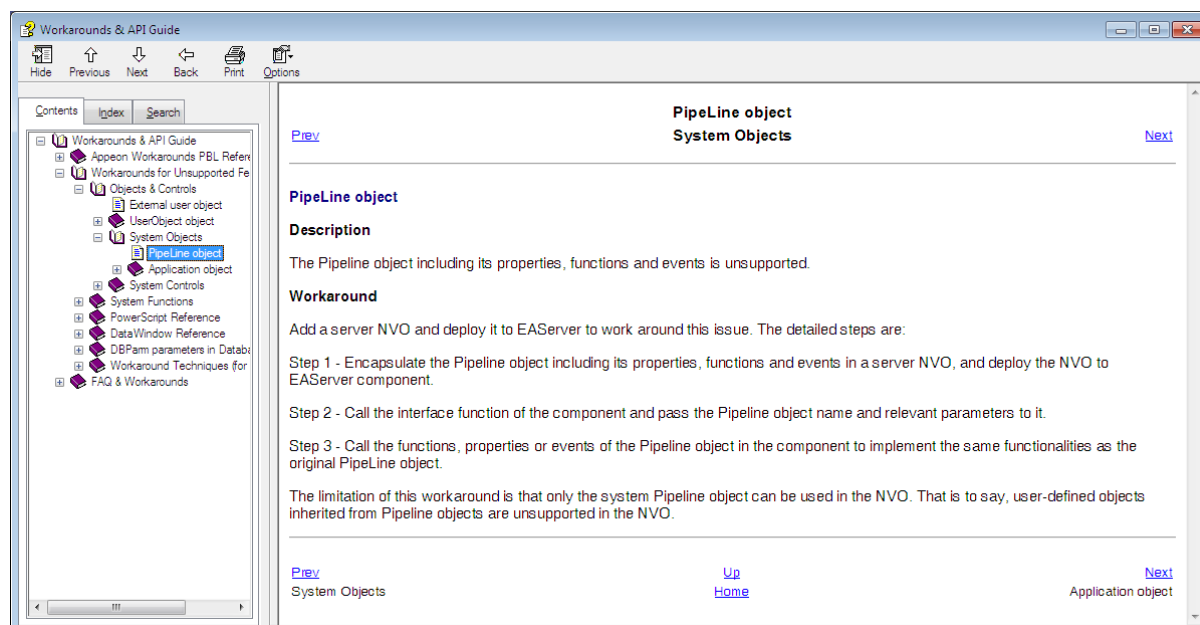 Workarounds & API Guide
Hide Previous Next Back Print Options
Contents Index Search
Workarounds & API Guide
Appeon Workarounds PBL Refere
Workarounds for Unsupported Fe
Objects & Controls
External user object
UserObject object
System Objects
PipeLine object
Application object
System Controls
System Functions
PowerScript Reference
DataWindow Reference
DBParm parameters in Databa
Workaround Techniques (for
FAQ & Workarounds
PipeLine object
Prev System Objects Next
PipeLine object
Description
The Pipeline object including its properties, functions and events is unsupported.
Workaround
Add a server NVO and deploy it to EAServer to work around this issue. The detailed steps are:
Step 1 - Encapsulate the Pipeline object including its properties, functions and events in a server NVO, and deploy the NVO to
EAServer component.
Step 2 - Call the interface function of the component and pass the Pipeline object name and relevant parameters to it.
Step 3 - Call the functions, properties or events of the Pipeline object in the component to implement the same functionalities as the
original PipeLine object.
The limitation of this workaround is that only the system Pipeline object can be used in the NVO. That is to say, user-defined objects
inherited from Pipeline objects are unsupported in the NVO.
Prev Up Next
System Objects Home Application object